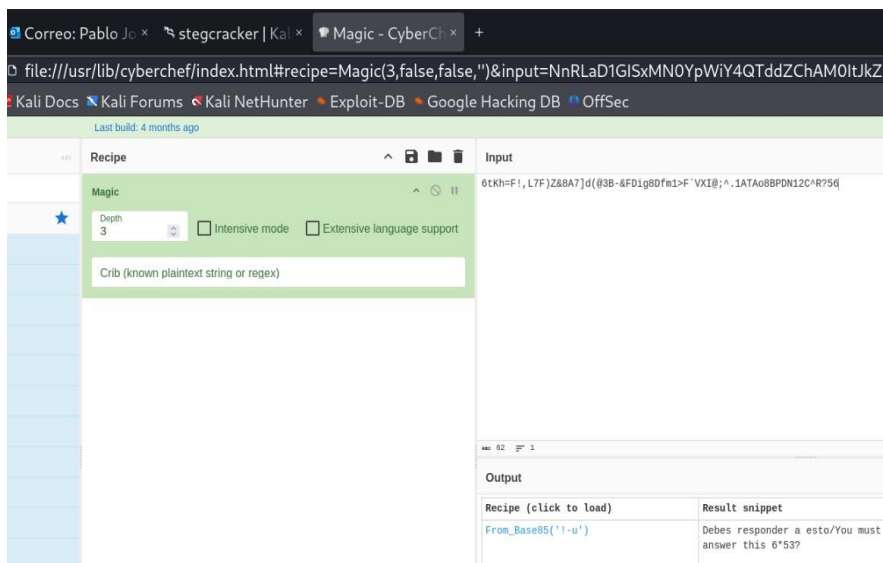 Correo: Pablo Jo × stegcracker | Kal × Magic - CyberCh × +
file:///usr/lib/cyberchef/index.html#recipe=Magic(3,false,false,'')&input=NnRLaD1GISxMN0YpWiY4QTddZChAM0ItJkZ
Kali Docs Kali Forums Kali NetHunter Exploit-DB Google Hacking DB OffSec
Last build: 4 months ago
Recipe
Input
Magic
6tKh=F!,L7F)Z&8A7]d(@3B-&FDig8Dfm1>F`VXI@;^.1ATAo8BPDN12C^R?56
Depth
3
Intensive mode
Extensive language support
Crib (known plaintext string or regex)
62 1
Output
Recipe (click to load) Result snippet
From_Base85('!-u') Debes responder a esto/You must
answer this 6*53?